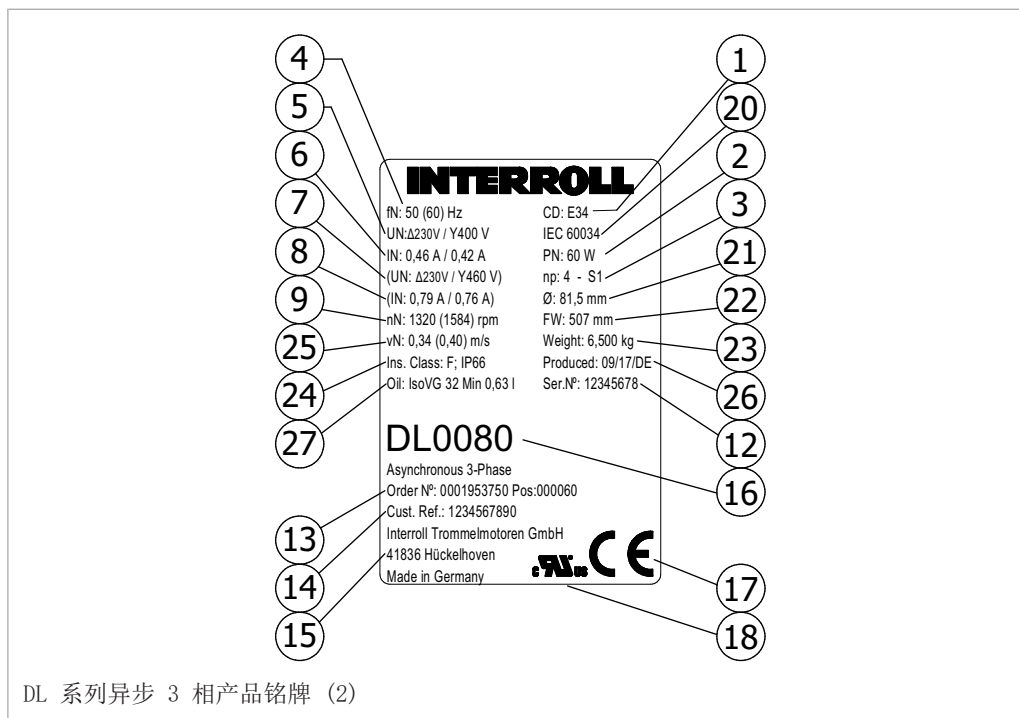 4
5
6
7
8
9
25
24
27
13
14
15
1
20
2
3
21
22
23
26
12
16
17
18
INTERROLL
fN: 50 (60) Hz
UN:Δ230V / Y400 V
IN: 0,46 A / 0,42 A
(UN: Δ230V / Y460 V)
(IN: 0,79 A / 0,76 A)
nN: 1320 (1584) rpm
vN: 0,34 (0,40) m/s
Ins. Class: F; IP66
Oil: IsoVG 32 Min 0,63 l
CD: E34
IEC 60034
PN: 60 W
np: 4 - S1
Ø: 81,5 mm
FW: 507 mm
Weight: 6,500 kg
Produced: 09/17/DE
Ser.Nº: 12345678
DL0080
Asynchronous 3-Phase
Order Nº: 0001953750 Pos:000060
Cust. Ref.: 1234567890
Interroll Trommelmotoren GmbH
41836 Hückelhoven
Made in Germany
c RU us CE
DL 系列异步 3 相产品铭牌 (2)